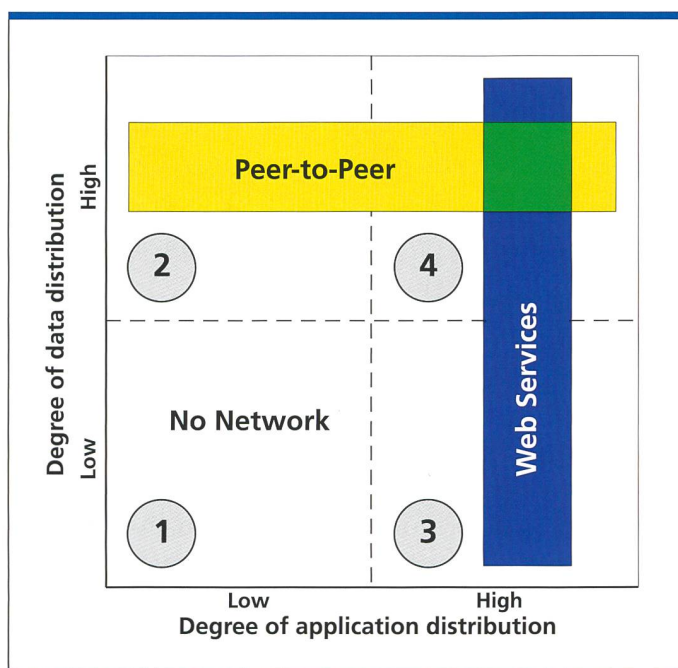 High
Low
Degree of data distribution
Peer-to-Peer
2
4
No Network
Web Services
1
3
Low
High
Degree of application distribution